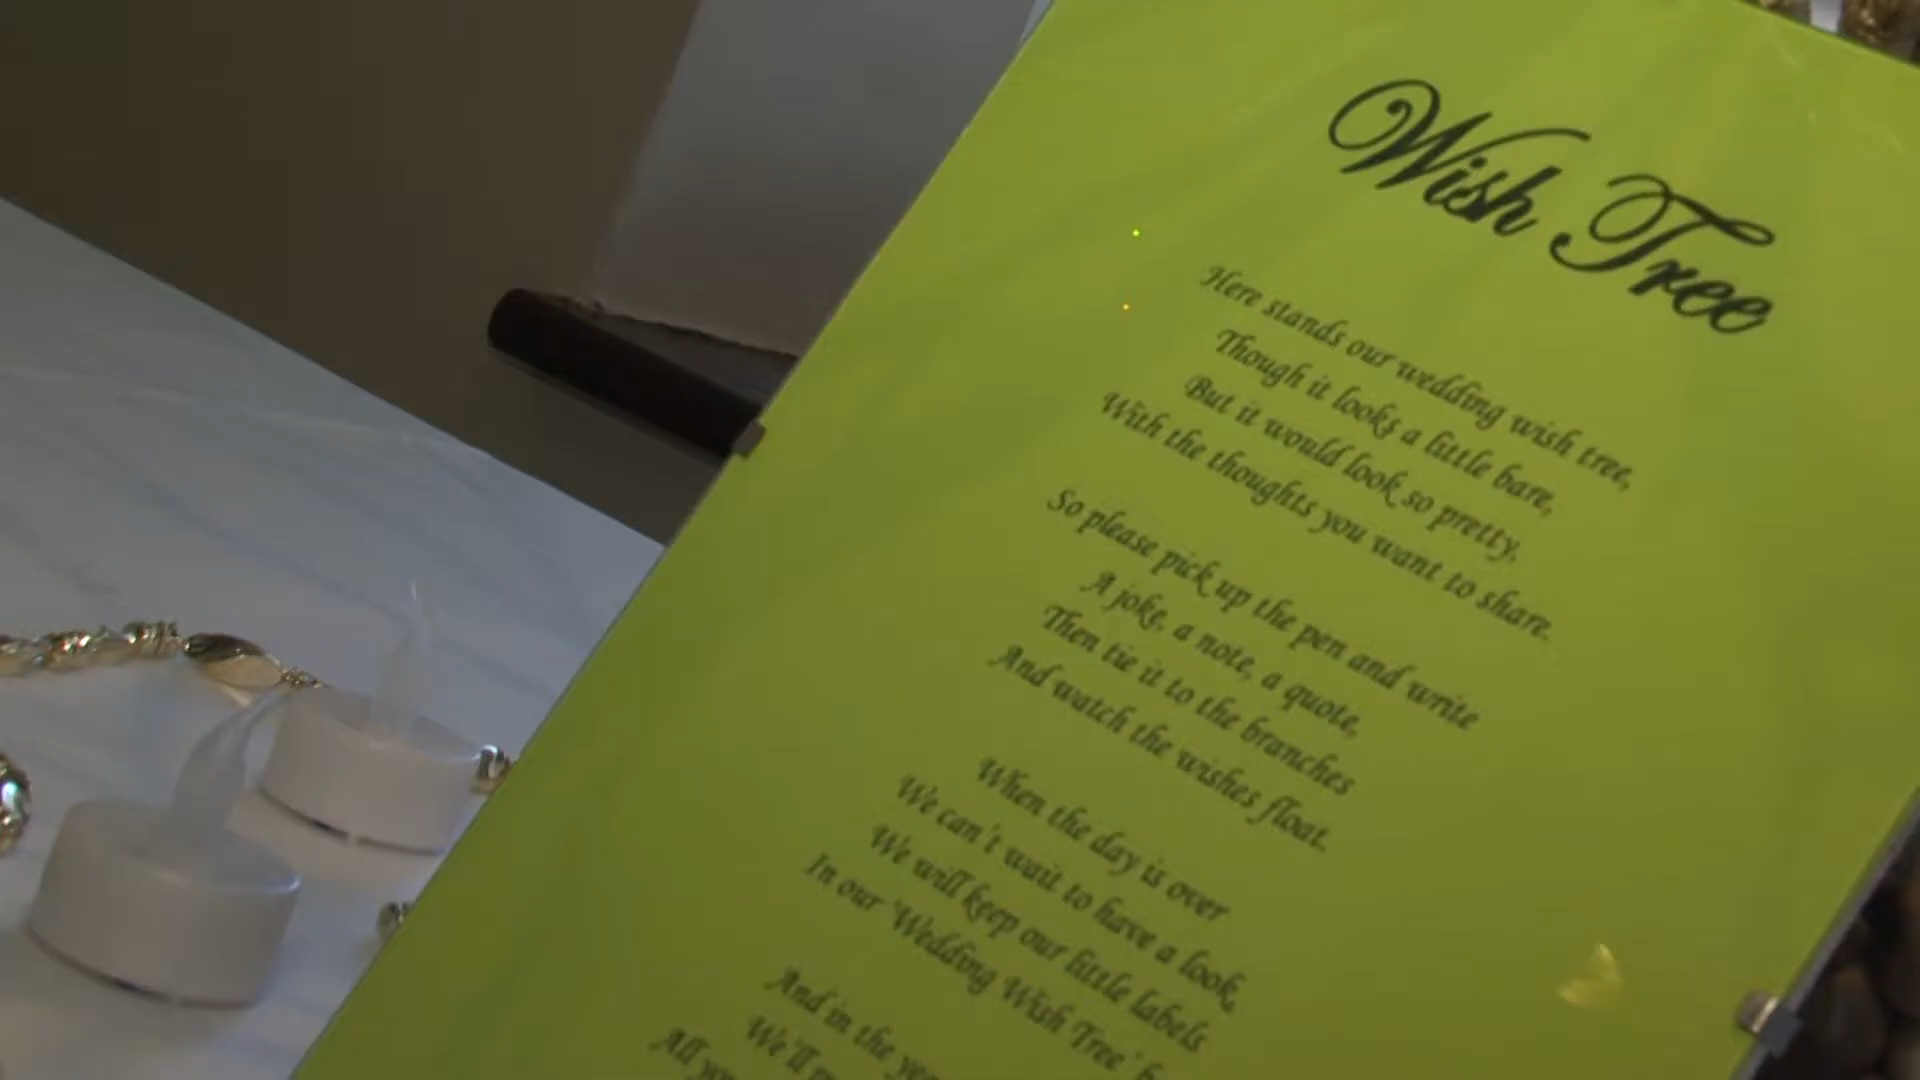 Wish Tree
Here stands our wedding wish tree,
Though it looks a little bare,
But it would look so pretty,
With the thoughts you want to share.
So please pick up the pen and write
A joke, a note, a quote,
Then tie it to the branches
And watch the wishes float.
When the day is over
We can't wait to have a look,
We will keep our little labels
In our 'Wedding Wish Tree'
And in the
We'll
All